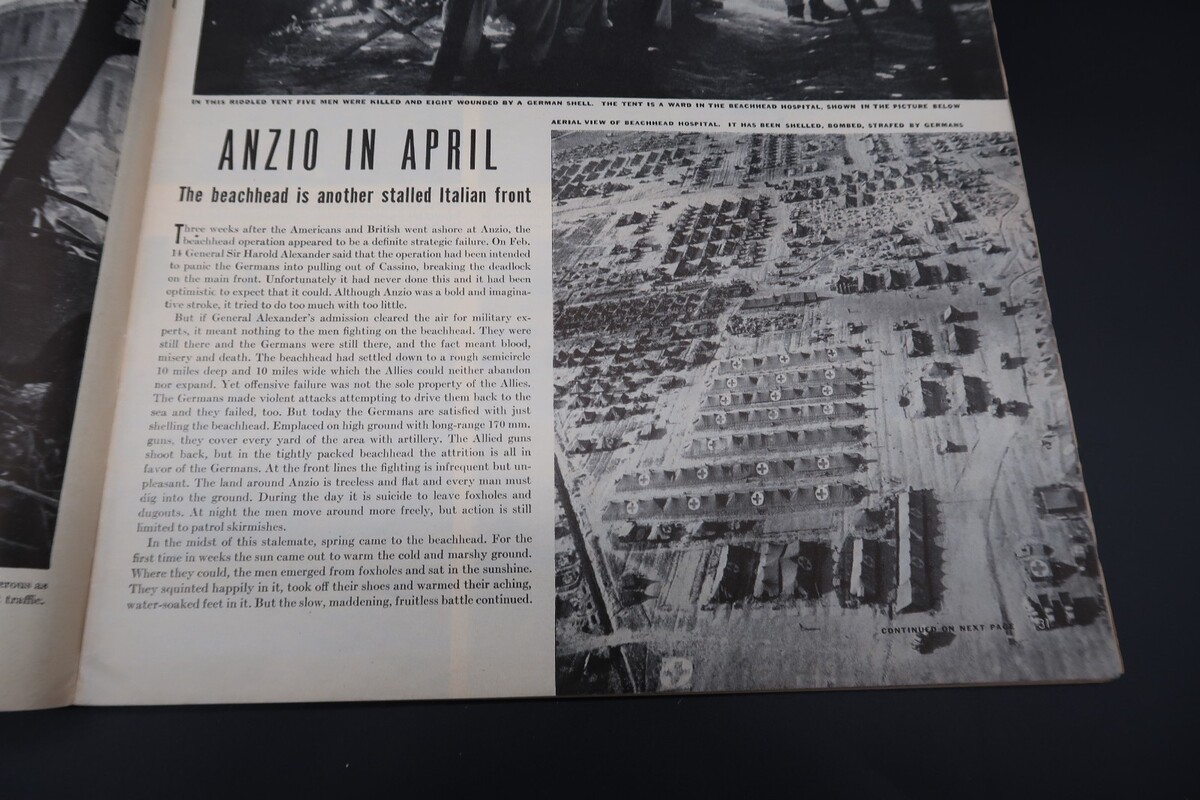 IN THIS RIDDLED TENT FIVE MEN WERE KILLED AND EIGHT WOUNDED BY A GERMAN SHELL. THE TENT IS A WARD IN THE BEACHHEAD HOSPITAL, SHOWN IN THE PICTURE BELOW
ANZIO IN APRIL
The beachhead is another stalled Italian front
Three weeks after the Americans and British went ashore at Anzio, the
beachhead operation appeared to be a definite strategic failure. On Feb.
14 General Sir Harold Alexander said that the operation had been intended
to panic the Germans into pulling out of Cassino, breaking the deadlock
on the main front. Unfortunately it had never done this and it had been
optimistic to expect that it could. Although Anzio was a bold and imagina-
tive stroke, it tried to do too much with too little.
But if General Alexander's admission cleared the air for military ex-
perts, it meant nothing to the men fighting on the beachhead. They were
still there and the Germans were still there, and the fact meant blood,
misery and death. The beachhead had settled down to a rough semicircle
10 miles deep and 10 miles wide which the Allies could neither abandon
nor expand. Yet offensive failure was not the sole property of the Allies.
The Germans made violent attacks attempting to drive them back to the
sea and they failed, too. But today the Germans are satisfied with just
shelling the beachhead. Emplaced on high ground with long-range 170 mm.
guns, they cover every yard of the area with artillery. The Allied guns
shoot back, but in the tightly packed beachhead the attrition is all in
favor of the Germans. At the front lines the fighting is infrequent but un-
pleasant. The land around Anzio is treeless and flat and every man must
dig into the ground. During the day it is suicide to leave foxholes and
dugouts. At night the men move around more freely, but action is still
limited to patrol skirmishes.
In the midst of this stalemate, spring came to the beachhead. For the
first time in weeks the sun came out to warm the cold and marshy ground.
Where they could, the men emerged from foxholes and sat in the sunshine.
They squinted happily in it, took off their shoes and warmed their aching,
water-soaked feet in it. But the slow, maddening, fruitless battle continued.
AERIAL VIEW OF BEACHHEAD HOSPITAL. IT HAS BEEN SHELLED, BOMBED, STRAFED BY GERMANS
CONTINUED ON NEXT PAGE
as
traffic.